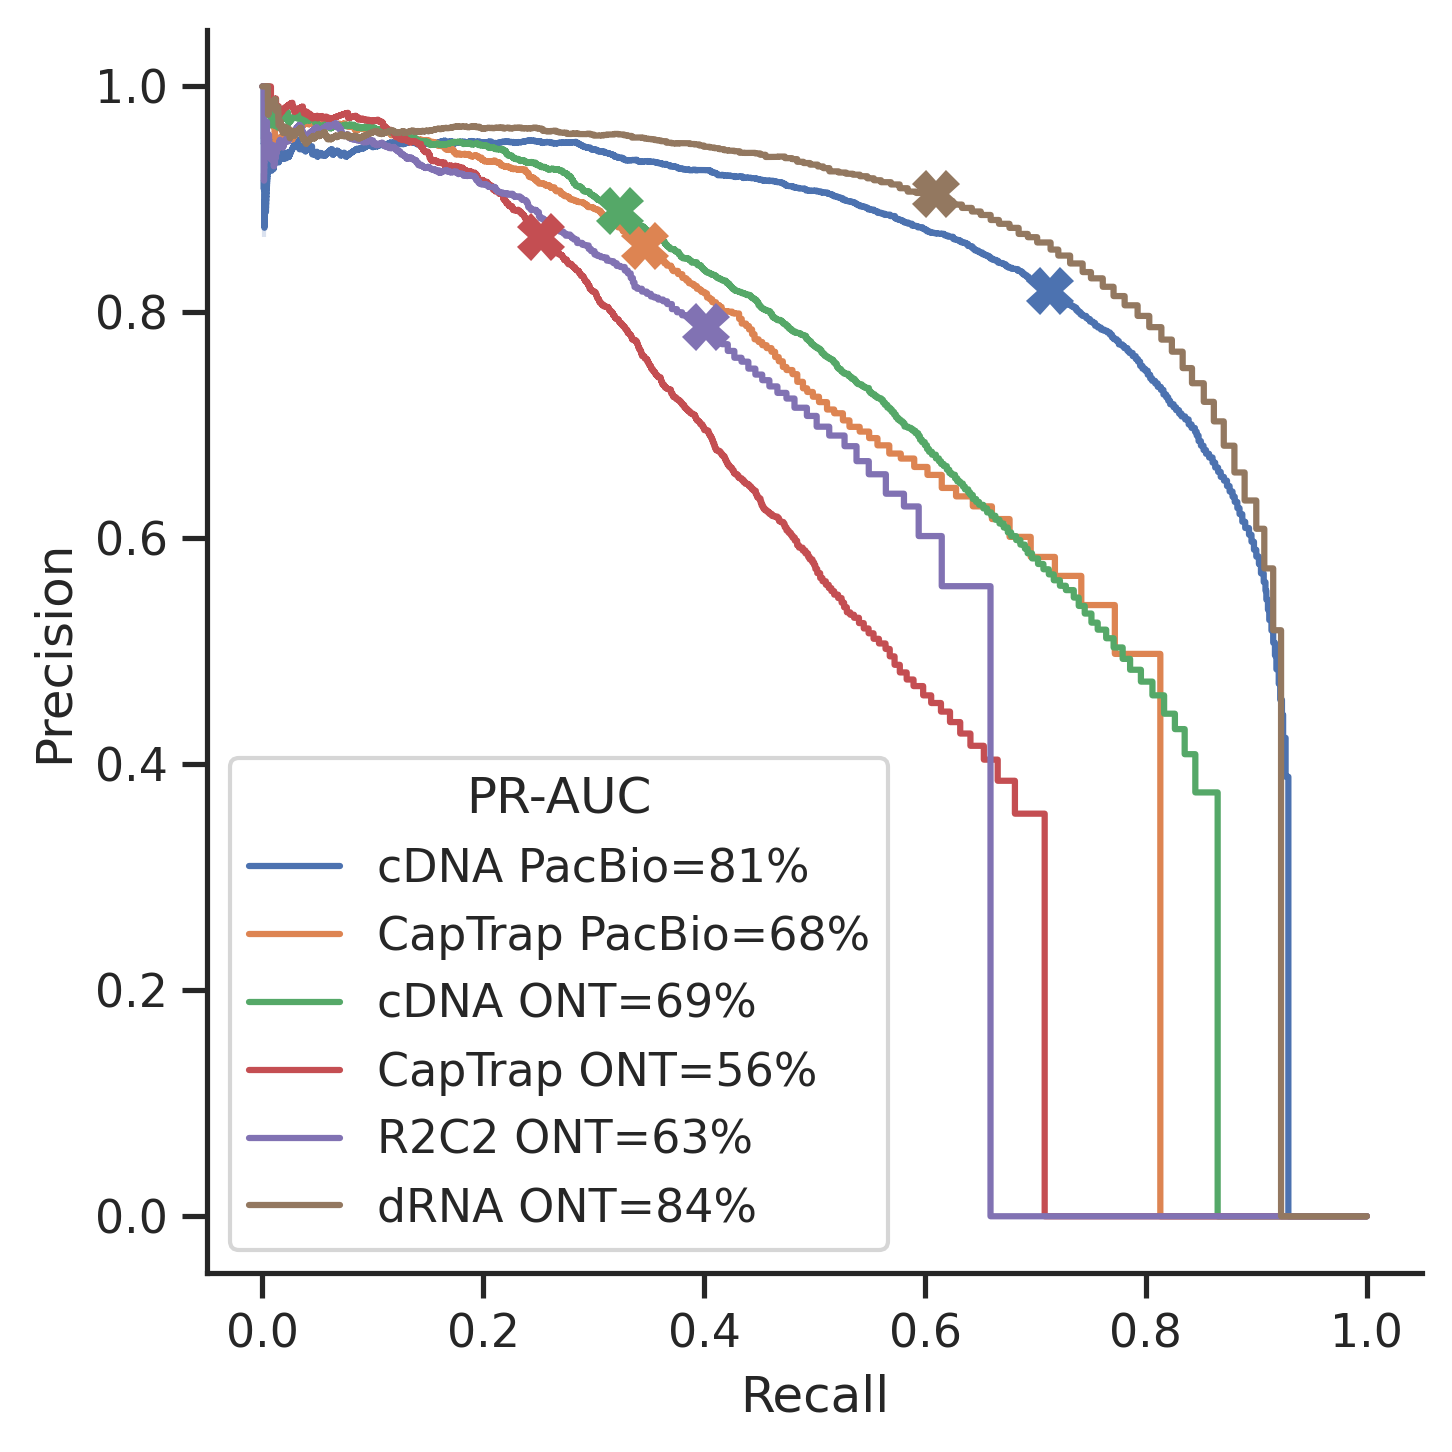 Precision
1.0
0.8
0.6
0.4
0.2
0.0
PR-AUC
cDNA PacBio=81%
CapTrap PacBio=68%
cDNA ONT=69%
CapTrap ONT=56%
R2C2 ONT=63%
dRNA ONT=84%
0.0 0.2 0.4 0.6 0.8 1.0
Recall